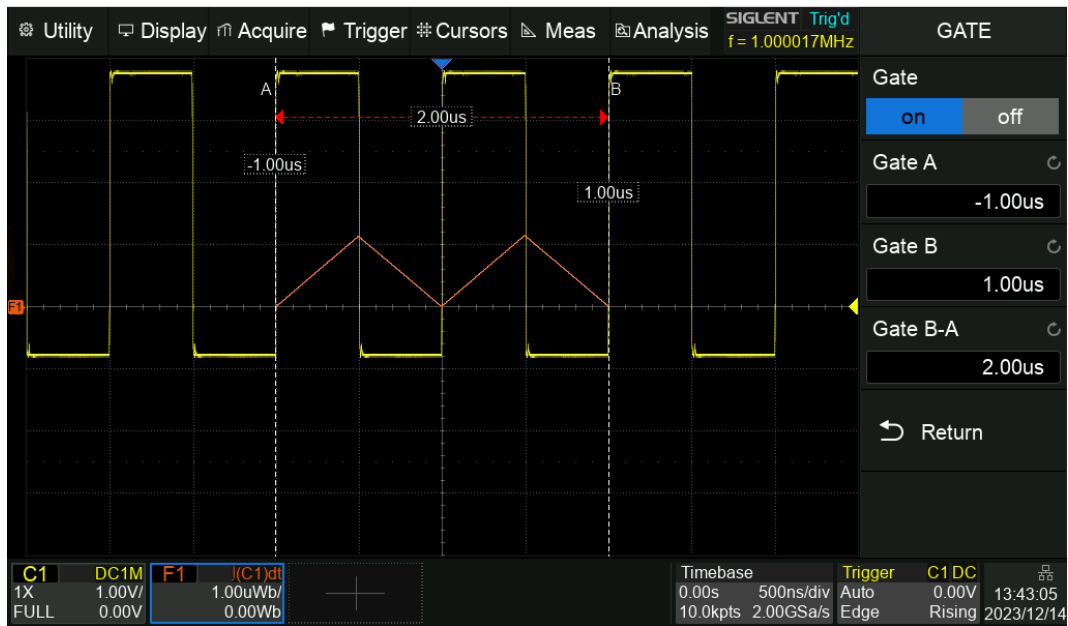 Utility Display Acquire Trigger Cursors Meas Analysis SIGLENT Trig'd GATE
f = 1.000017MHz
Gate
A B
on off
2.00us
Gate A
-1.00us
-1.00us
1.00us
Gate B
1.00us
F1
Gate B-A
2.00us
Return
C1 DC1M F1 ∫(C1)dt Timebase Trigger C1 DC
1X 1.00V/ 1.00uWb/ 0.00s 500ns/div Auto 0.00V 13:43:05
FULL 0.00V 0.00Wb 10.0kpts 2.00GSa/s Edge Rising 2023/12/14